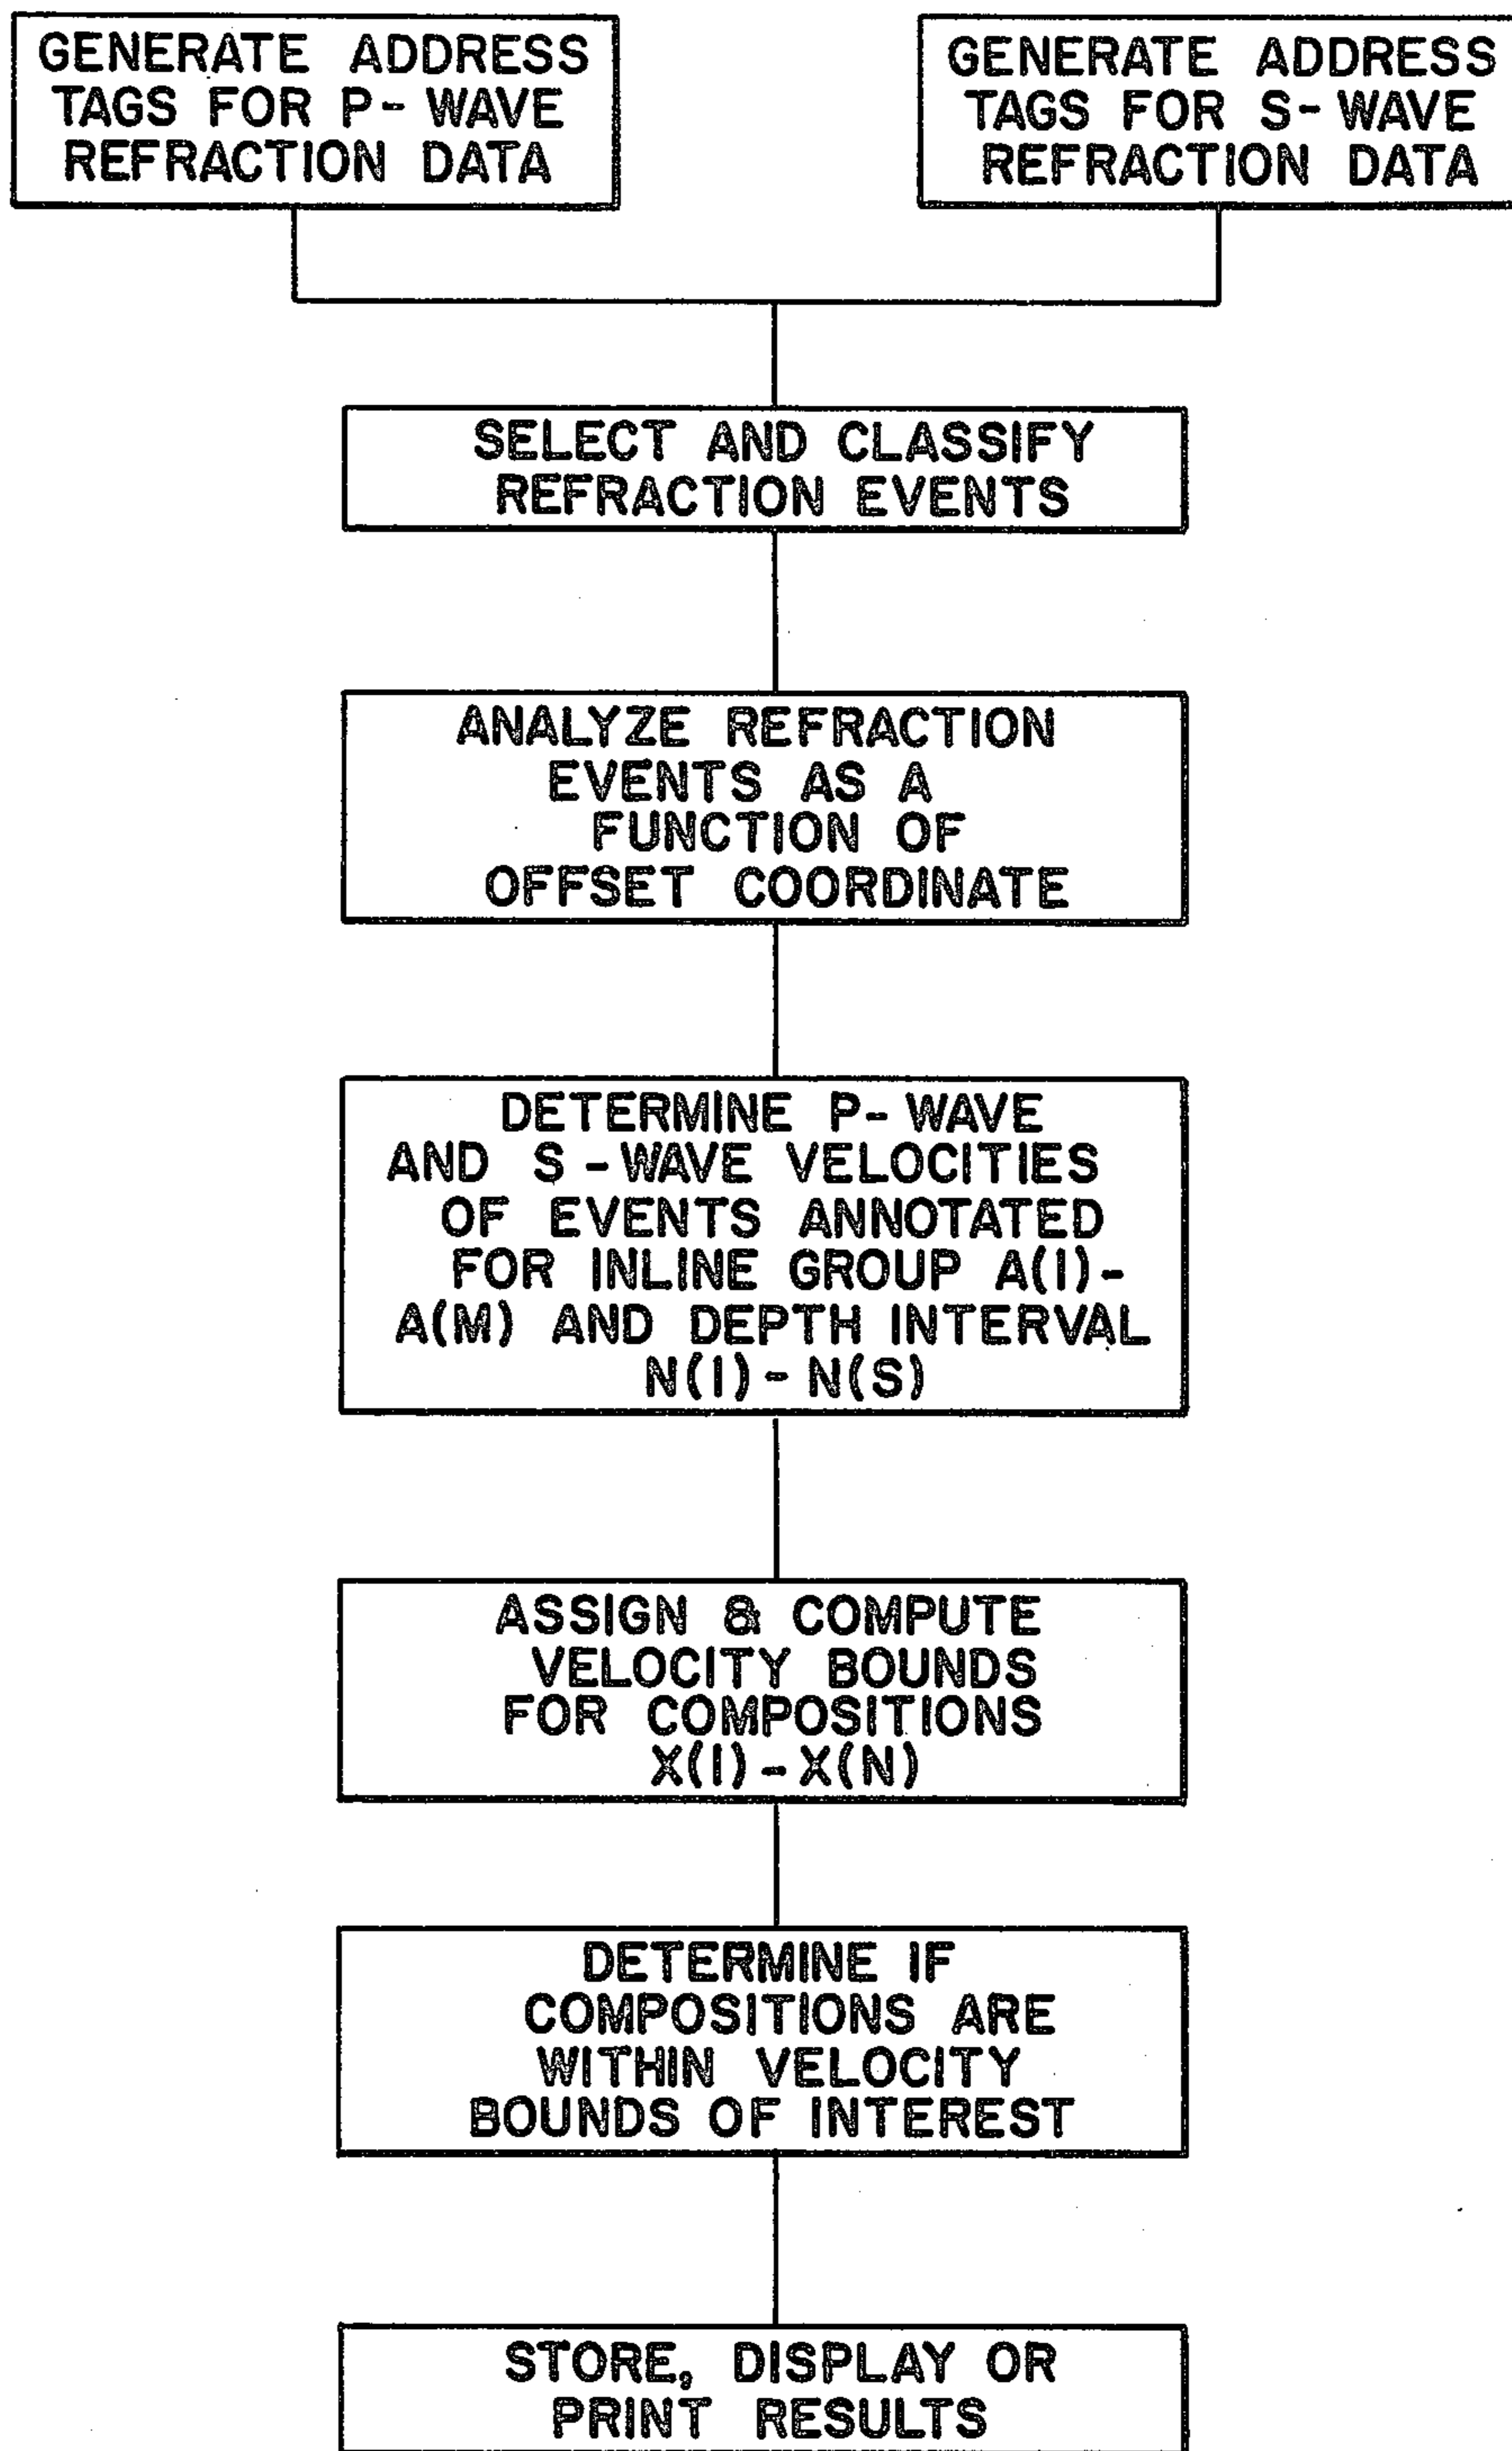 GENERATE ADDRESS
TAGS FOR P- WAVE
REFRACTION DATA
GENERATE ADDRESS
TAGS FOR S- WAVE
REFRACTION DATA
SELECT AND CLASSIFY
REFRACTION EVENTS
ANALYZE REFRACTION
EVENTS AS A
FUNCTION OF
OFFSET COORDINATE
DETERMINE P- WAVE
AND S - WAVE VELOCITIES
OF EVENTS ANNOTATED
FOR INLINE GROUP A(I)-
A(M) AND DEPTH INTERVAL
N(I)- N(S)
ASSIGN & COMPUTE
VELOCITY BOUNDS
FOR COMPOSITIONS
X(I)-X(N)
DETERMINE IF
COMPOSITIONS ARE
WITHIN VELOCITY
BOUNDS OF INTEREST
STORE, DISPLAY OR
PRINT RESULTS